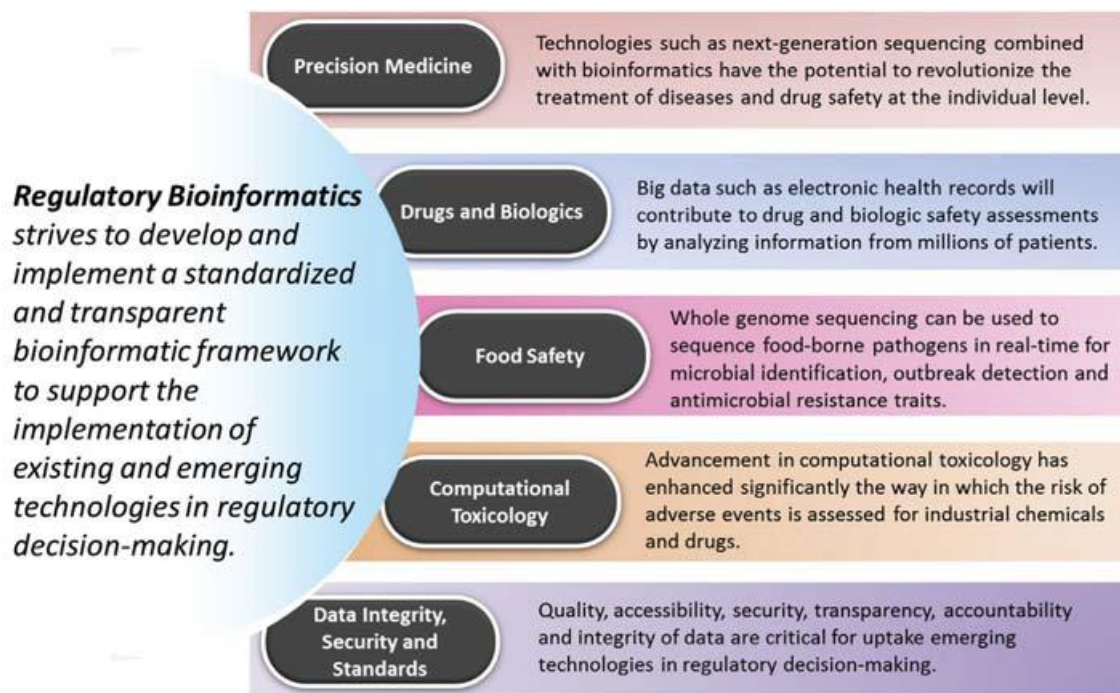 Regulatory Bioinformatics
strives to develop and
implement a standardized
and transparent
bioinformatic framework
to support the
implementation of
existing and emerging
technologies in regulatory
decision-making.
Precision Medicine
Technologies such as next-generation sequencing combined
with bioinformatics have the potential to revolutionize the
treatment of diseases and drug safety at the individual level.
Drugs and Biologics
Big data such as electronic health records will
contribute to drug and biologic safety assessments
by analyzing information from millions of patients.
Food Safety
Whole genome sequencing can be used to
sequence food-borne pathogens in real-time for
microbial identification, outbreak detection and
antimicrobial resistance traits.
Computational
Toxicology
Advancement in computational toxicology has
enhanced significantly the way in which the risk of
adverse events is assessed for industrial chemicals
and drugs.
Data Integrity,
Security and
Standards
Quality, accessibility, security, transparency, accountability
and integrity of data are critical for uptake emerging
technologies in regulatory decision-making.